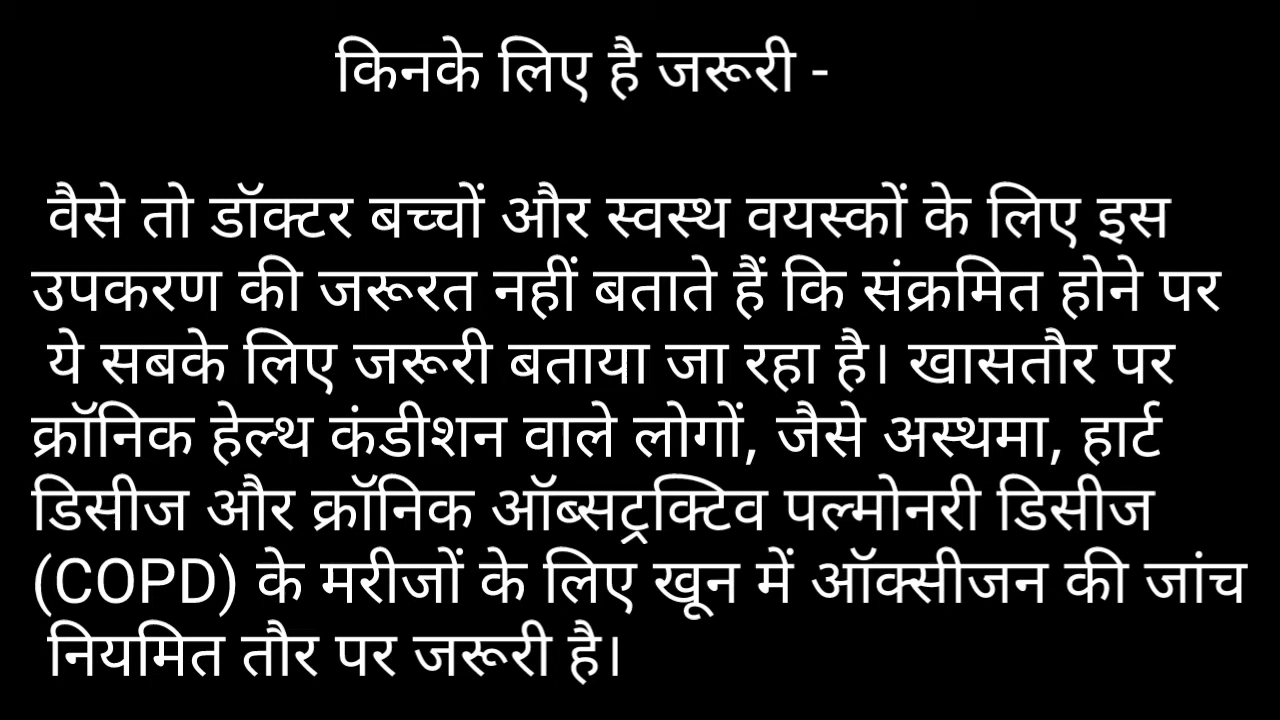 किनके लिए है जरूरी -
वैसे तो डॉक्टर बच्चों और स्वस्थ वयस्कों के लिए इस
उपकरण की जरूरत नहीं बताते हैं कि संक्रमित होने पर
ये सबके लिए जरूरी बताया जा रहा है। खासतौर पर
क्रॉनिक हेल्थ कंडीशन वाले लोगों, जैसे अस्थमा, हार्ट
डिसीज और क्रॉनिक ऑब्सट्रक्टिव पल्मोनरी डिसीज
(COPD) के मरीजों के लिए खून में ऑक्सीजन की जांच
नियमित तौर पर जरूरी है।